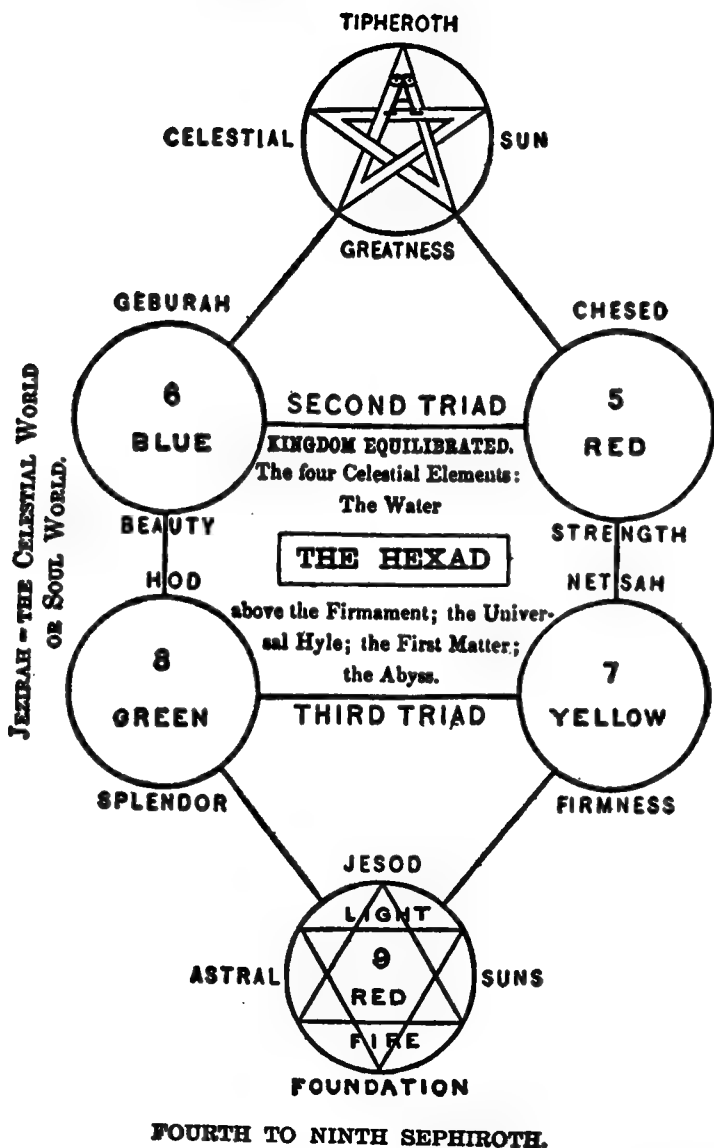 TIPHEROTH
A
CELESTIAL SUN
GREATNESS
GEBURAH CHESED
6 5
BLUE RED
SECOND TRIAD
KINGDOM EQUILIBRATED.
The four Celestial Elements:
The Water
BEAUTY STRENGTH
THE HEXAD
HOD NETSAH
above the Firmament; the Univer-
sal Hyle; the First Matter;
the Abyss.
8 7
GREEN YELLOW
THIRD TRIAD
SPLENDOR FIRMNESS
JEZIRAH = THE CELESTIAL WORLD
OR SOUL WORLD.
JESOD
LIGHT
9
ASTRAL SUNS
RED
FIRE
FOUNDATION
FOURTH TO NINTH SEPHIROTH.